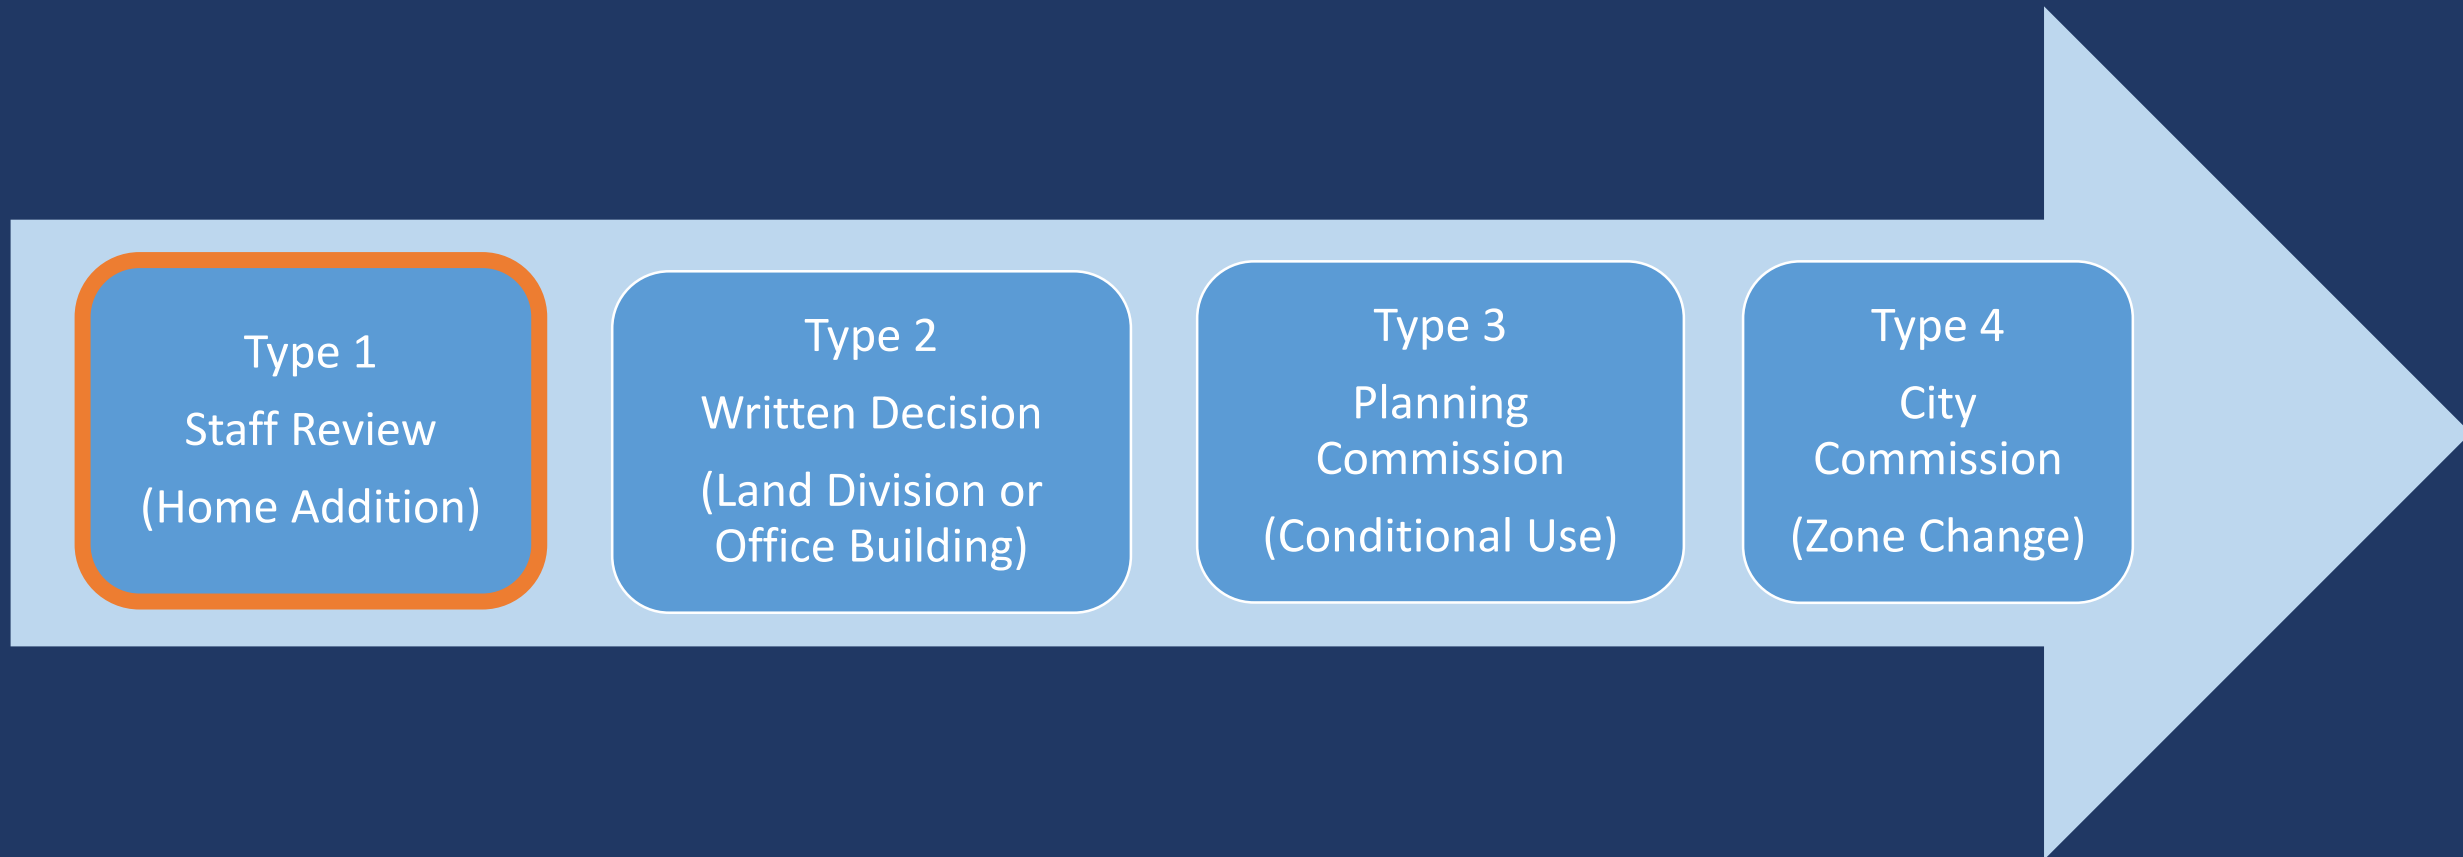 Type 1
Staff Review
(Home Addition)
Type 2
Written Decision
(Land Division or
Office Building)
Type 3
Planning
Commission
(Conditional Use)
Type 4
City
Commission
(Zone Change)